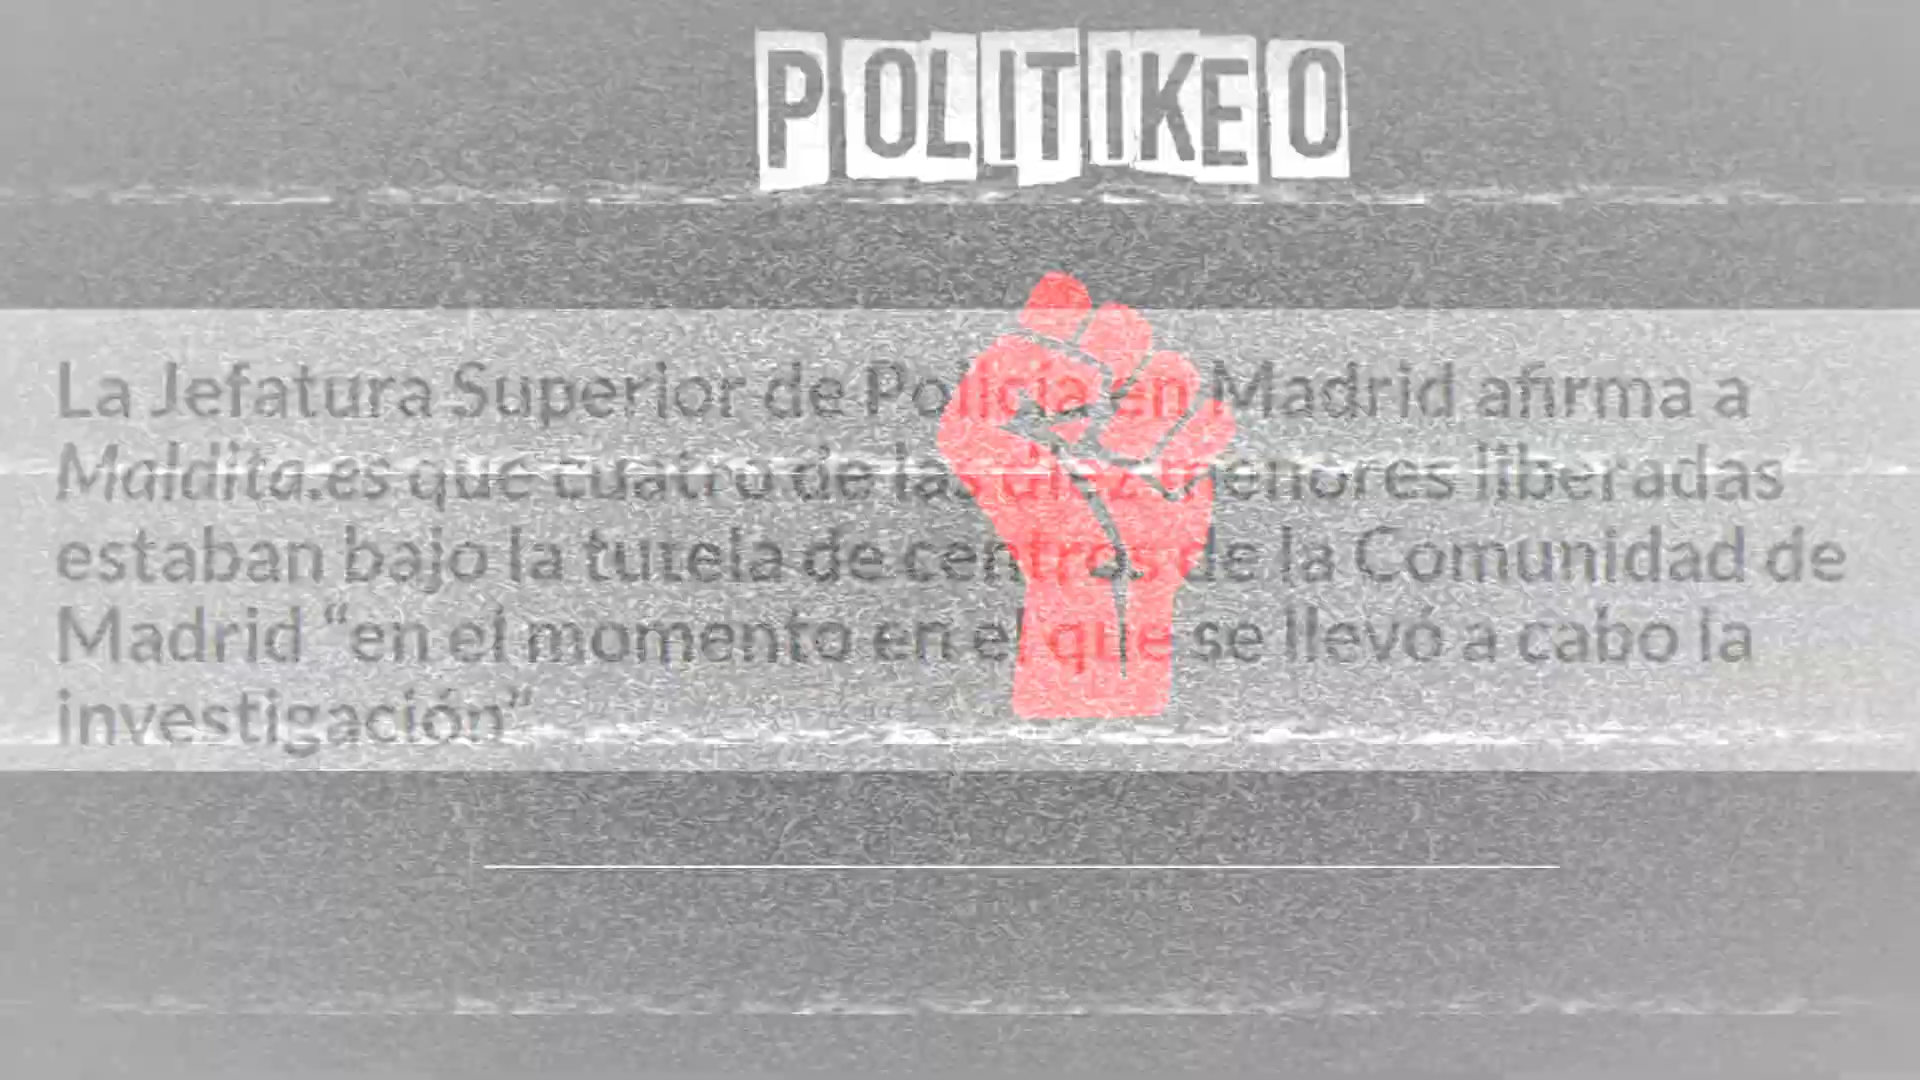 POLITIKEO
La Jefatura Superior de Policía en Madrid afirma a
Maldita.es que cuatro de las diez menores liberadas
estaban bajo la tutela de centros de la Comunidad de
Madrid “en el momento en el que se llevó a cabo la
investigación”